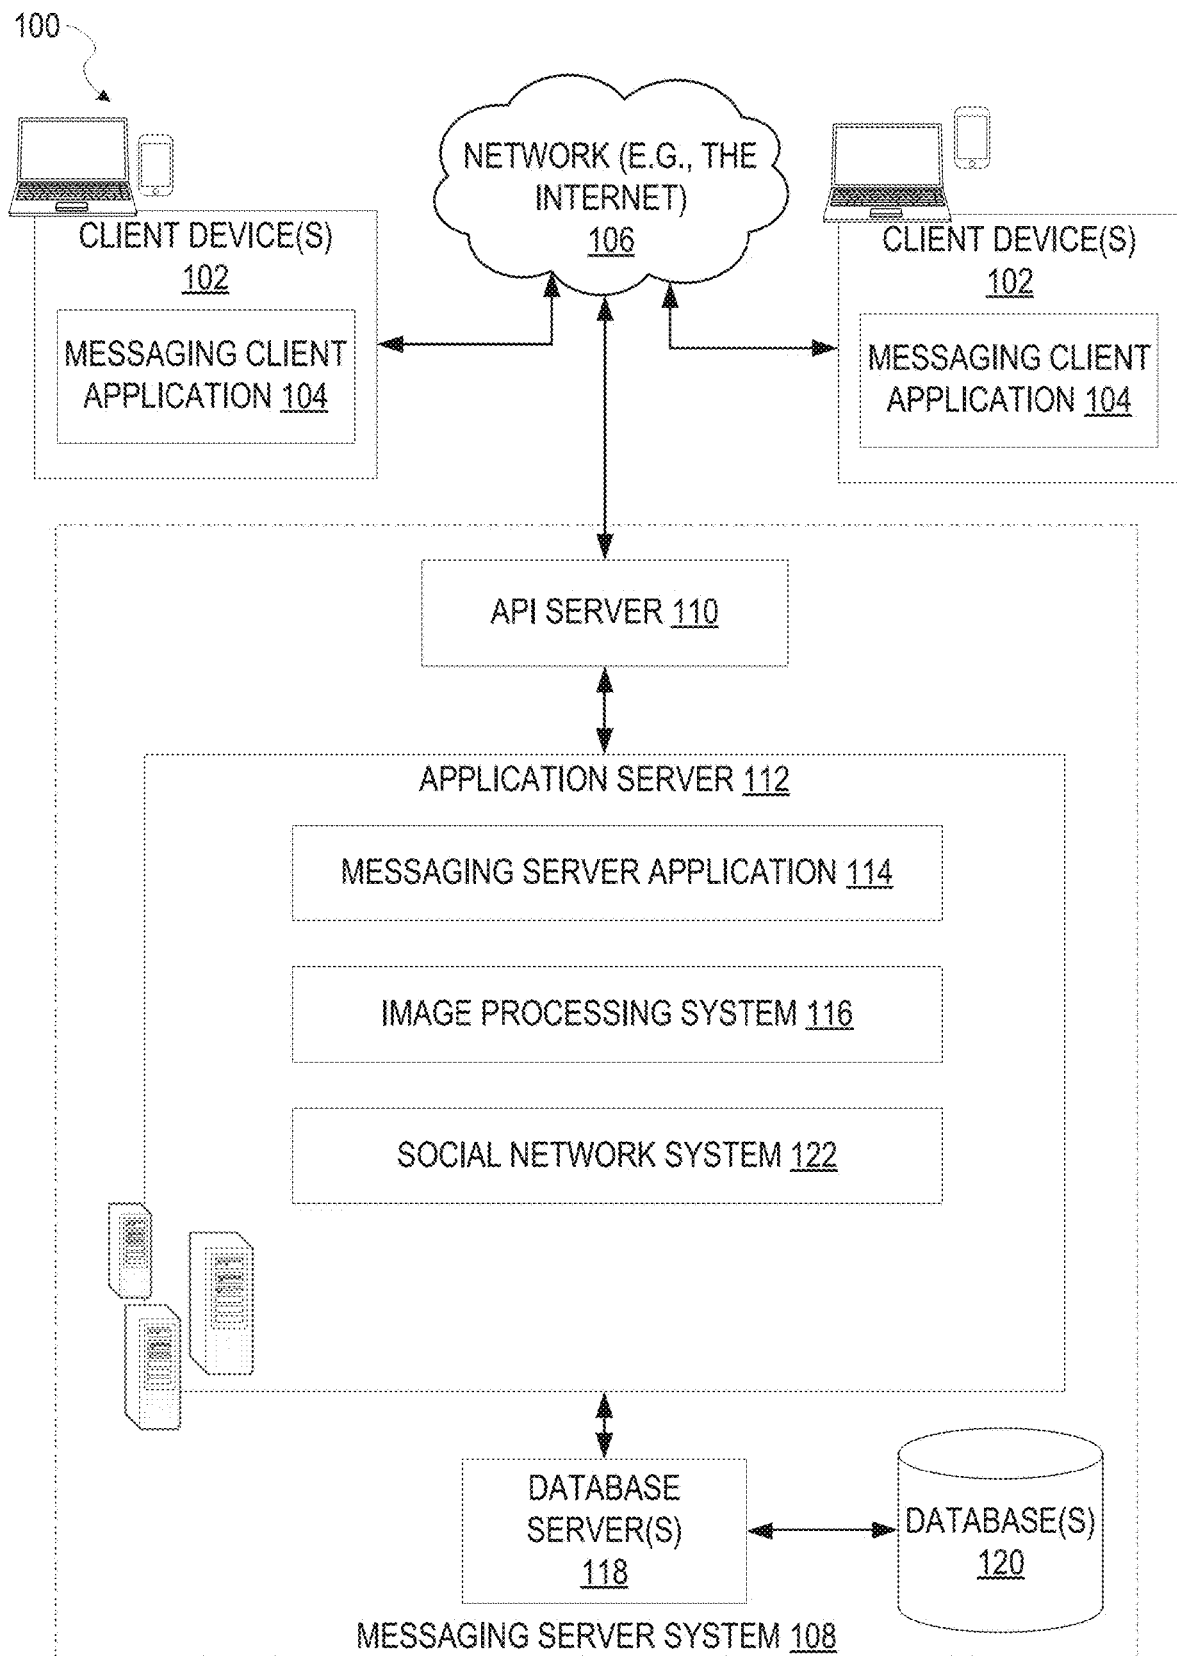 100
NETWORK (E.G., THE
INTERNET)
106
CLIENT DEVICE(S)
102
MESSAGING CLIENT
APPLICATION 104
CLIENT DEVICE(S)
102
MESSAGING CLIENT
APPLICATION 104
API SERVER 110
APPLICATION SERVER 112
MESSAGING SERVER APPLICATION 114
IMAGE PROCESSING SYSTEM 116
SOCIAL NETWORK SYSTEM 122
DATABASE
SERVER(S)
118
DATABASE(S)
120
MESSAGING SERVER SYSTEM 108